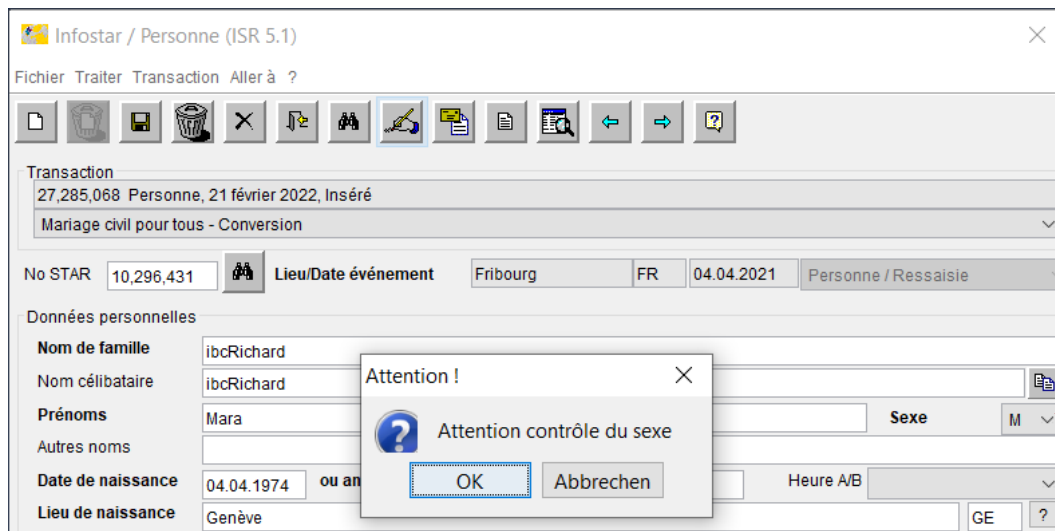 Infostar / Personne (ISR 5.1)
Fichier Traiter Transaction Aller à ?
Transaction
27,285,068 Personne, 21 février 2022, Inséré
Mariage civil pour tous - Conversion
No STAR 10,296,431 Lieu/Date événement Fribourg FR 04.04.2021 Personne / Ressaisie
Données personnelles
Nom de famille ibcRichard
Nom célibataire ibcRichard
Prénoms Mara Sexe M
Autres noms
Date de naissance 04.04.1974 ou an Heure A/B
Lieu de naissance Genève GE ?
Attention !
Attention contrôle du sexe
OK Abbrechen